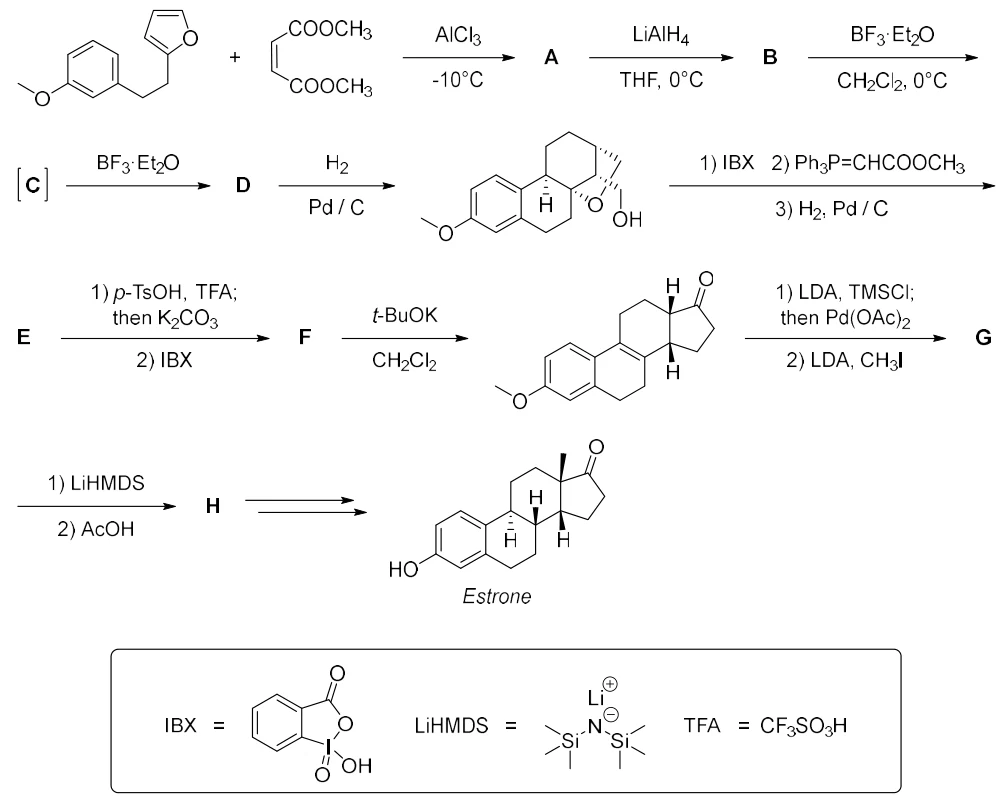 O
O
+
COOCH3
COOCH3
AlCl3
-10°C
A
LiAlH4
THF, 0°C
B
BF3·Et2O
CH2Cl2, 0°C
[C]
BF3·Et2O
D
H2
Pd / C
H
O
OH
O
1) IBX 2) Ph3P=CHCOOCH3
3) H2, Pd / C
E
1) p-TsOH, TFA;
then K2CO3
2) IBX
F
t-BuOK
CH2Cl2
H
O
H
O
1) LDA, TMSCl;
then Pd(OAc)2
2) LDA, CH3I
G
1) LiHMDS
2) AcOH
H
O
H
H
H
HO
Estrone
IBX =
O
O
I
O
OH
LiHMDS =
Li+
N−
Si
Si
TFA = CF3SO3H